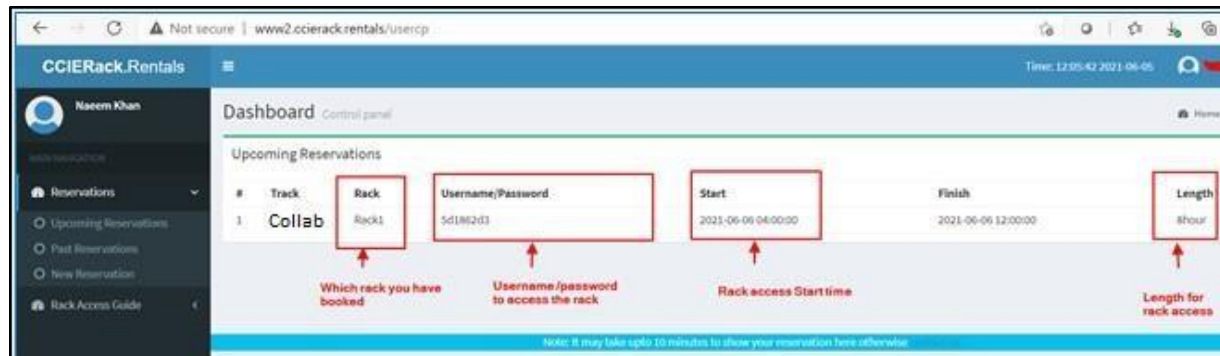 Not secure | www2.ccierack.rentals/usercp
CCIERack.Rentals
Time: 12:05:42 2021-06-05
Naeem Khan
Dashboard Control panel
Home
MAIN NAVIGATION
Upcoming Reservations
Reservations
# Track Rack Username/Password Start Finish Length
Upcoming Reservations
1 Collab Rack1 5d1862d3 2021-06-06 04:00:00 2021-06-06 12:00:00 8hour
Past Reservations
New Reservation
Rack Access Guide
Which rack you have
booked
Username/password
to access the rack
Rack access Start time
Length for
rack access
Note: It may take upto 10 minutes to show your reservation here otherwise